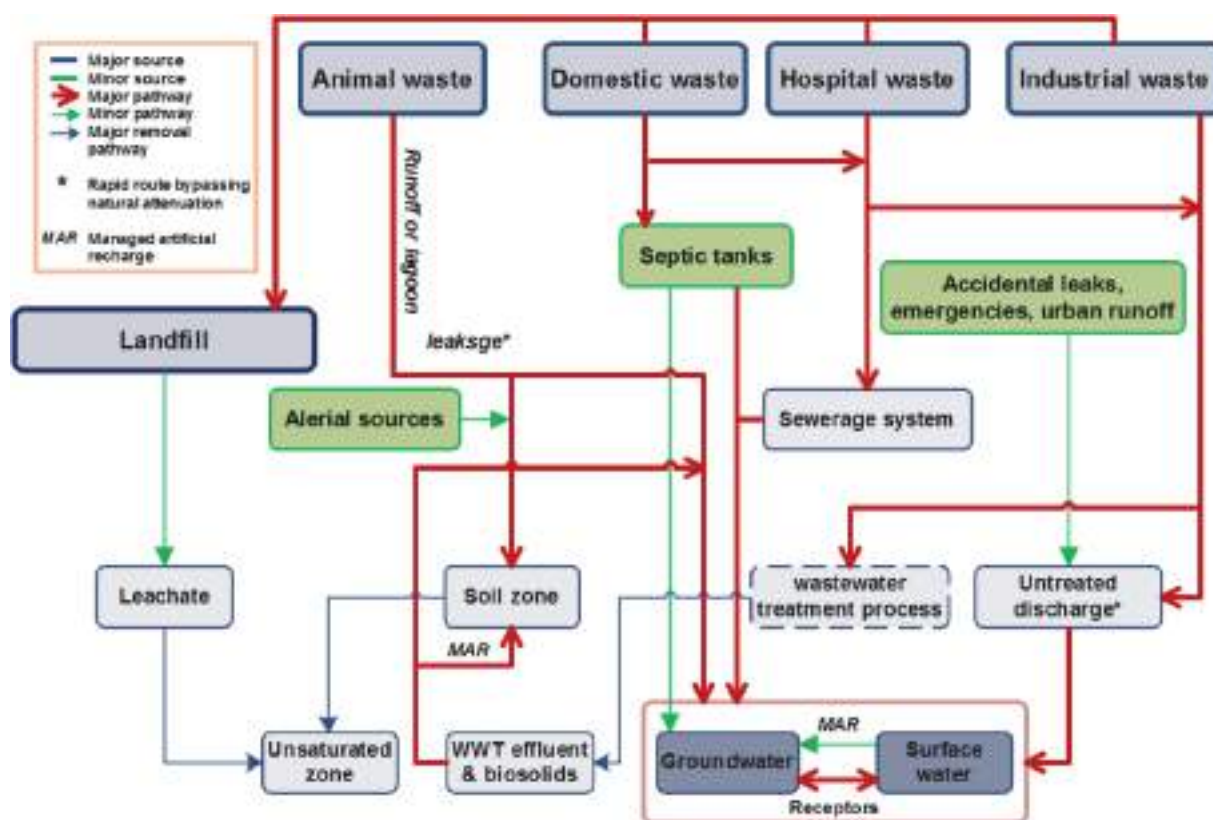 Major source
Minor source
Major pathway
Minor pathway
Major removal
pathway
* Rapid route bypassing
natural attenuation
MAR Managed artificial
recharge
Animal waste
Domestic waste
Hospital waste
Industrial waste
Runoff or lagoon
leaksge*
Septic tanks
Accidental leaks,
emergencies, urban runoff
Landfill
Alerial sources
Sewerage system
Leachate
Soil zone
wastewater
treatment process
Untreated
discharge*
MAR
Unsaturated
zone
WWT effluent
& biosolids
MAR
Groundwater
Surface
water
Receptors